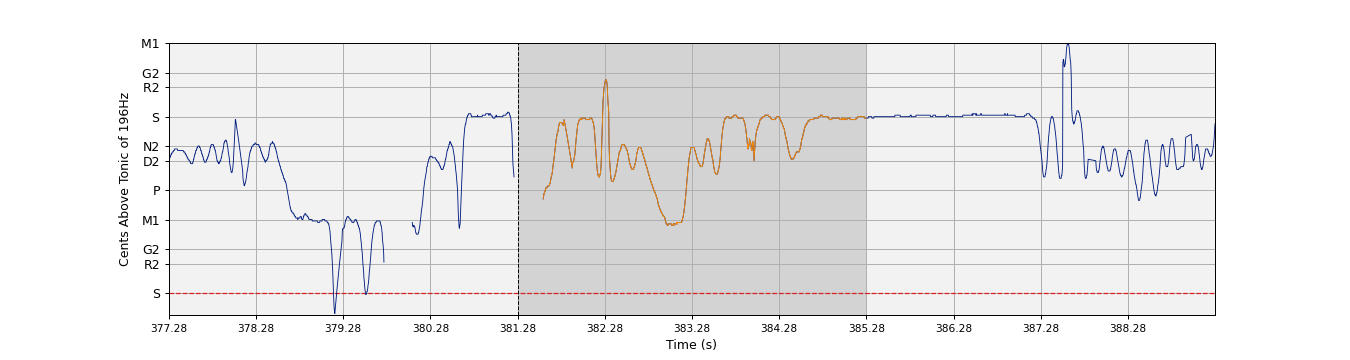 M1
G2
R2
S
N2
D2
P
M1
G2
R2
S
Cents Above Tonic of 196Hz
377.28 378.28 379.28 380.28 381.28 382.28 383.28 384.28 385.28 386.28 387.28 388.28
Time (s)